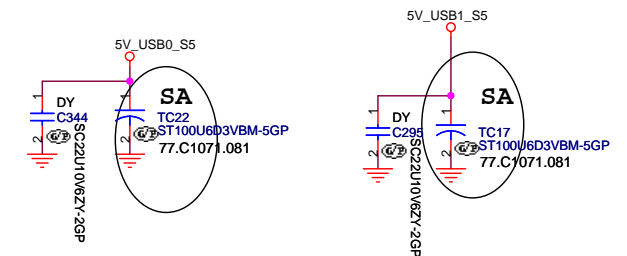 5V_USB0_S5
SA
1
DY
C344
G/P
2
SC22U10V6ZY-2GP
1
TC22
ST100U6D3VBM-5GP
G/P
2
77.C1071.081
5V_USB1_S5
SA
1
DY
C295
G/P
2
SC22U10V6ZY-2GP
1
TC17
ST100U6D3VBM-5GP
G/P
2
77.C1071.081